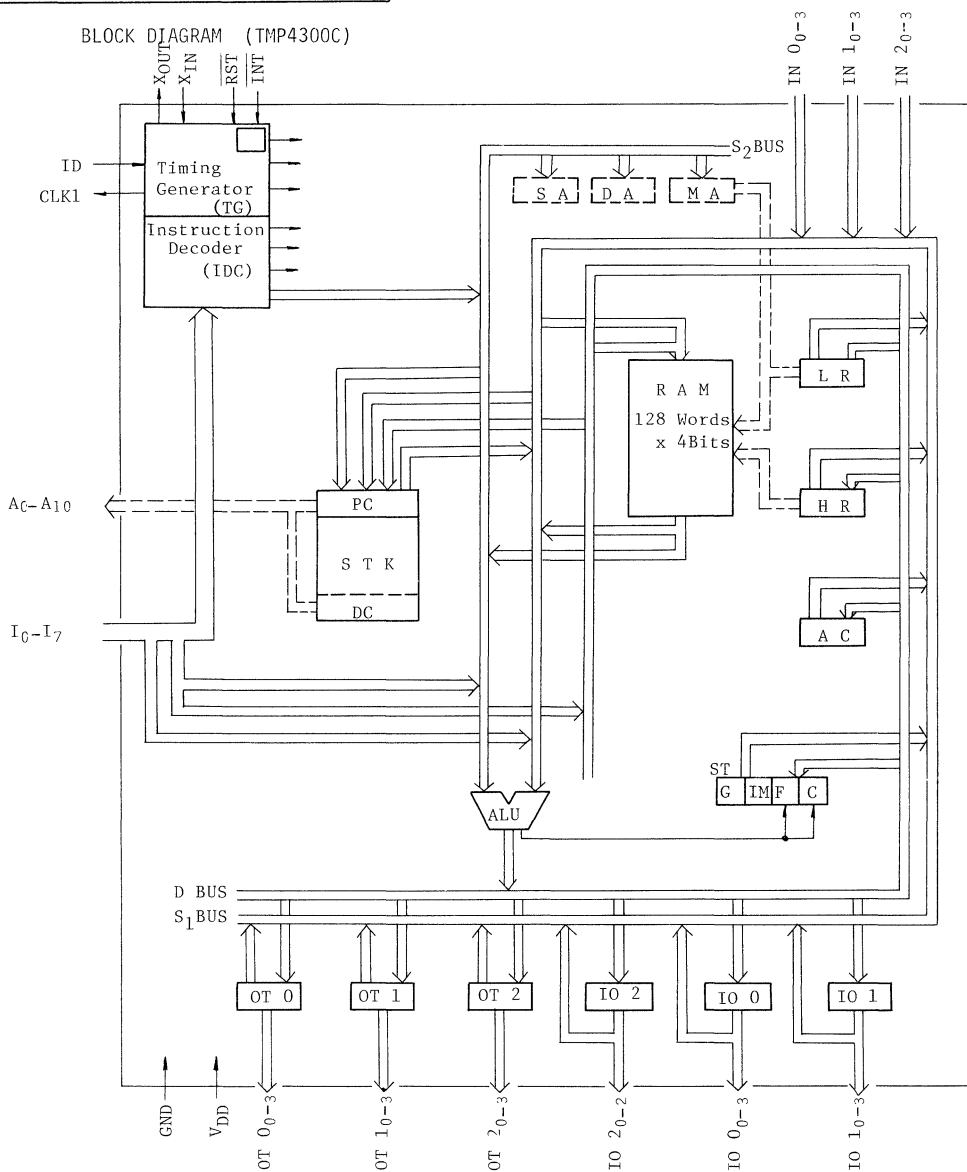 BLOCK DIAGRAM (TMP4300C)
XOUT
XIN
RST
INT
IN 0₀₋₃
IN 1₀₋₃
IN 2₀₋₃
ID
CLK1
Timing
Generator
(TG)
Instruction
Decoder
(IDC)
S₂BUS
S A
D A
M A
L R
R A M
128 Words
x 4Bits
H R
A₀-A₁₀
PC
S T K
DC
A C
I₀-I₇
ST
G IM F C
ALU
D BUS
S₁BUS
OT 0
OT 1
OT 2
IO 2
IO 0
IO 1
GND
VDD
OT 0₀₋₃
OT 1₀₋₃
OT 2₀₋₃
IO 2₀₋₂
IO 0₀₋₃
IO 1₀₋₃